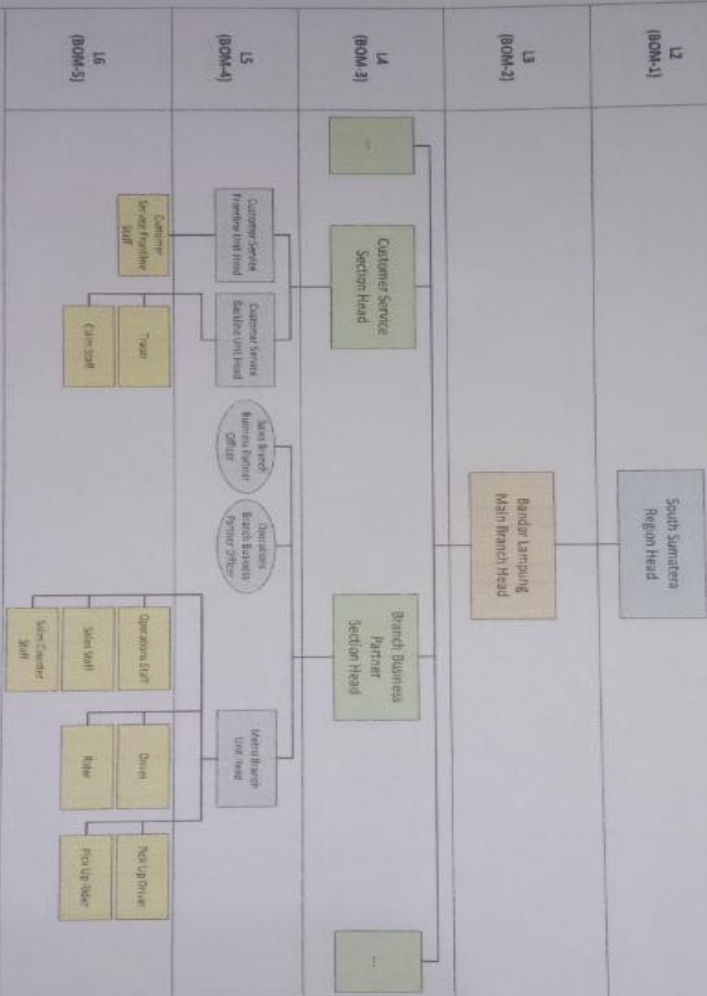 L2
(BOM-1)
South Sumatera
Region Head
L3
(BOM-2)
Bandar Lampung
Main Branch Head
L4
(BOM-3)
...
Customer Service
Section Head
Branch Business
Partner
Section Head
...
L5
(BOM-4)
Customer Service
Frontline Unit Head
Customer Service
Backline Unit Head
Sales Branch
Business Partner
Officer
Operations
Branch Business
Partner Officer
Metro Branch
Unit Head
L6
(BOM-5)
Customer
Service Frontline
Staff
Tracer
Claim Staff
Operations Staff
Sales Staff
Sales Counter
Staff
Driver
Rider
Pick Up Driver
Pick Up Rider